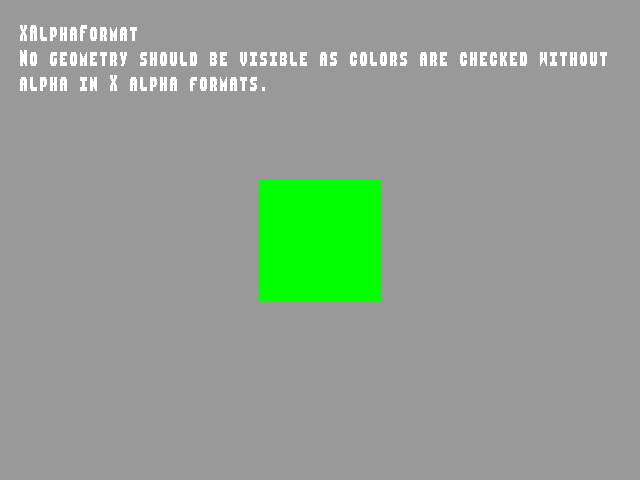 XAlphaFormat
No geometry should be visible as colors are checked without
alpha in X alpha formats.